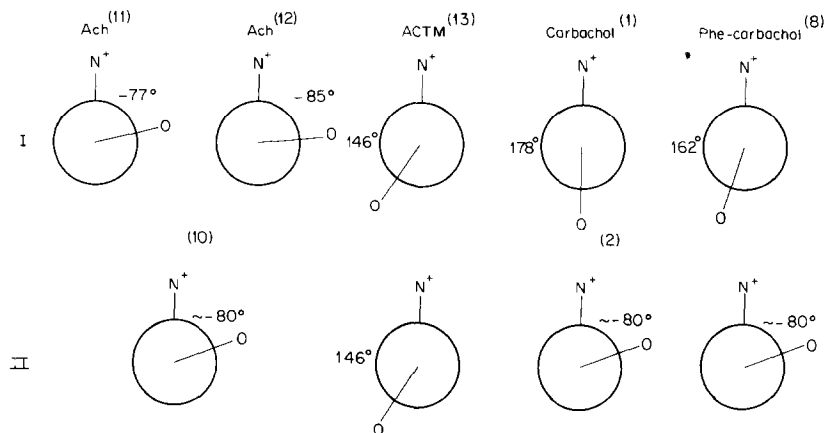 Ach (11) Ach (12) ACTM (13) Carbachol (1) Phe-carbachol (8)
N+ N+ N+ N+ N+
-77° -85°
I O O 146° 178° 162°
O O O
(10) (2)
N+ N+ N+ N+
~-80° ~-80° ~-80°
O O O
II 146°
O